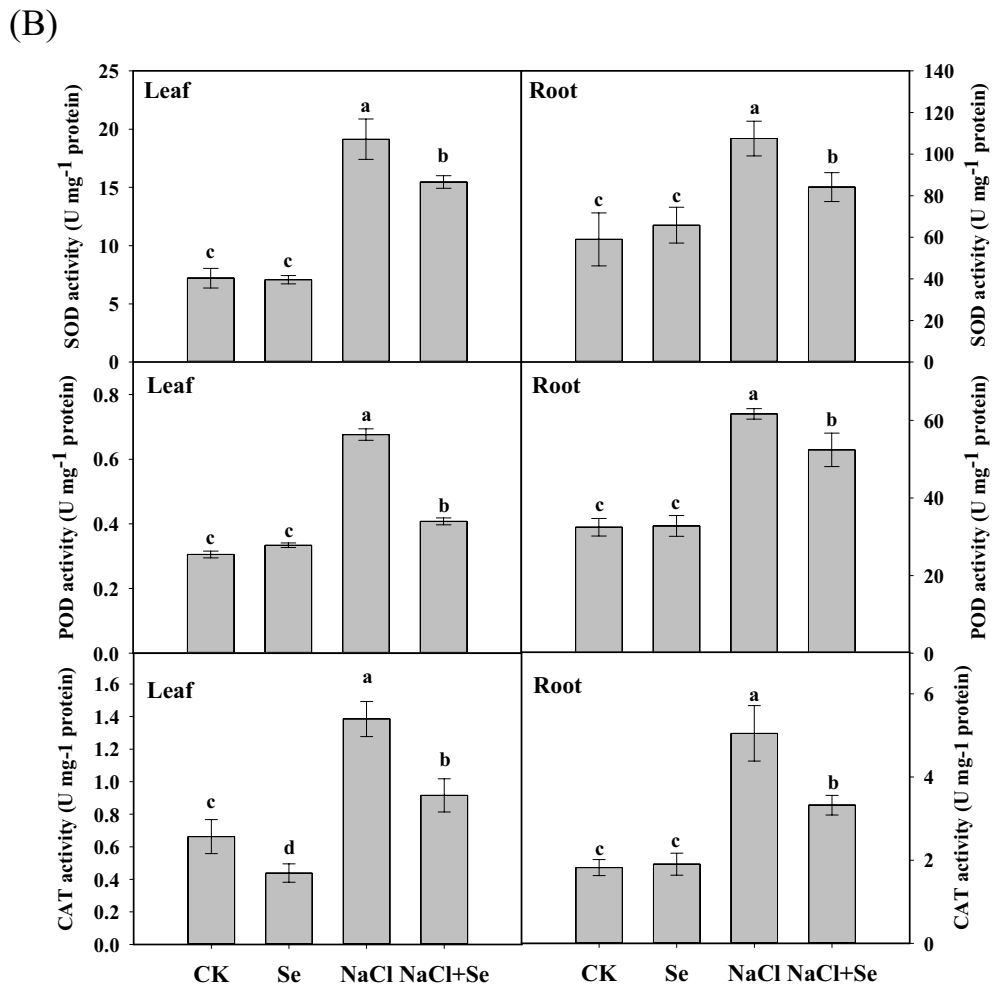 (B)
Leaf
Root
SOD activity (U mg-1 protein)
25
20
15
10
5
0
c
c
a
b
c
c
a
b
140
120
100
80
60
40
20
0
SOD activity (U mg-1 protein)
Leaf
Root
POD activity (U mg-1 protein)
0.8
0.6
0.4
0.2
0.0
c
c
a
b
c
c
a
b
60
40
20
0
POD activity (U mg-1 protein)
Leaf
Root
CAT activity (U mg-1 protein)
1.6
1.4
1.2
1.0
0.8
0.6
0.4
0.2
0.0
c
d
a
b
c
c
a
b
6
4
2
0
CAT activity (U mg-1 protein)
CK Se NaCl NaCl+Se CK Se NaCl NaCl+Se